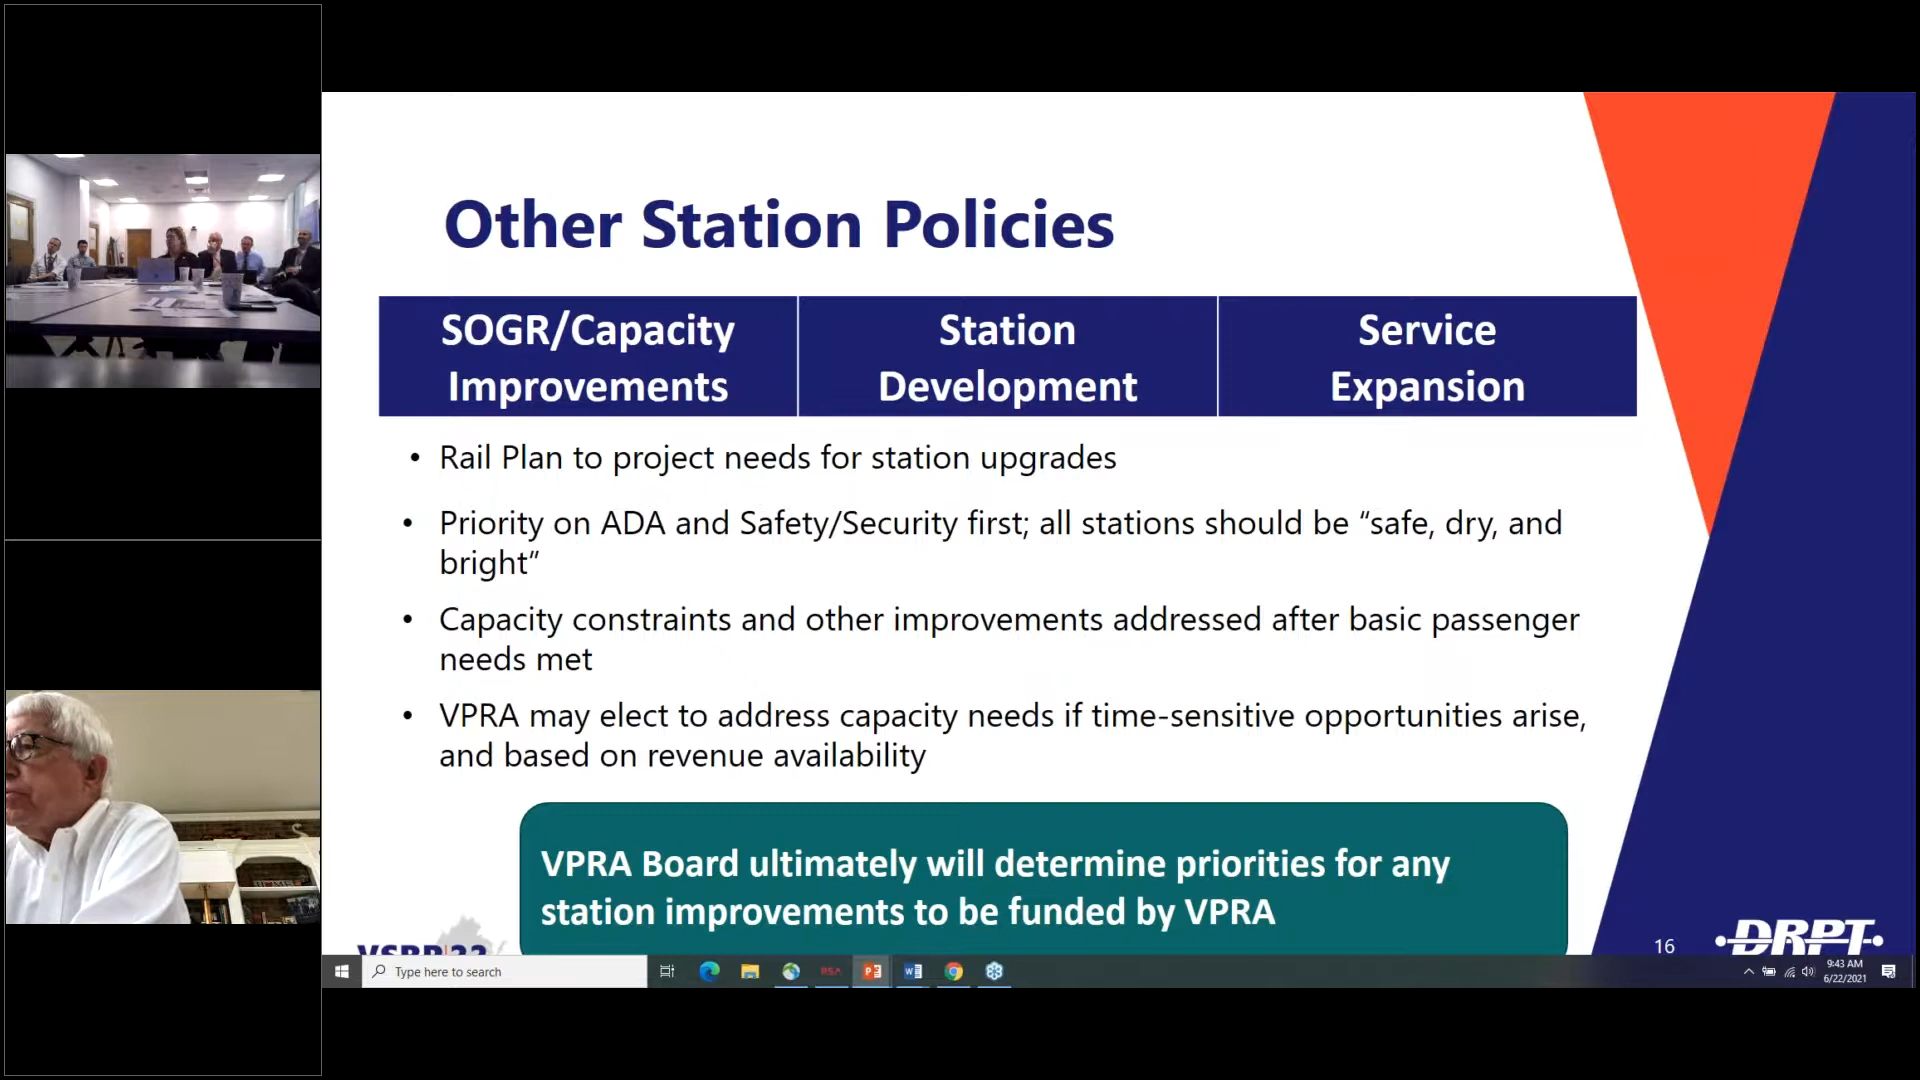 Other Station Policies
SOGR/Capacity
Improvements
Station
Development
Service
Expansion
• Rail Plan to project needs for station upgrades
• Priority on ADA and Safety/Security first; all stations should be “safe, dry, and
bright”
• Capacity constraints and other improvements addressed after basic passenger
needs met
• VPRA may elect to address capacity needs if time-sensitive opportunities arise,
and based on revenue availability
VPRA Board ultimately will determine priorities for any
station improvements to be funded by VPRA
16
DRPT
Type here to search
RSA
9:43 AM
6/22/2021